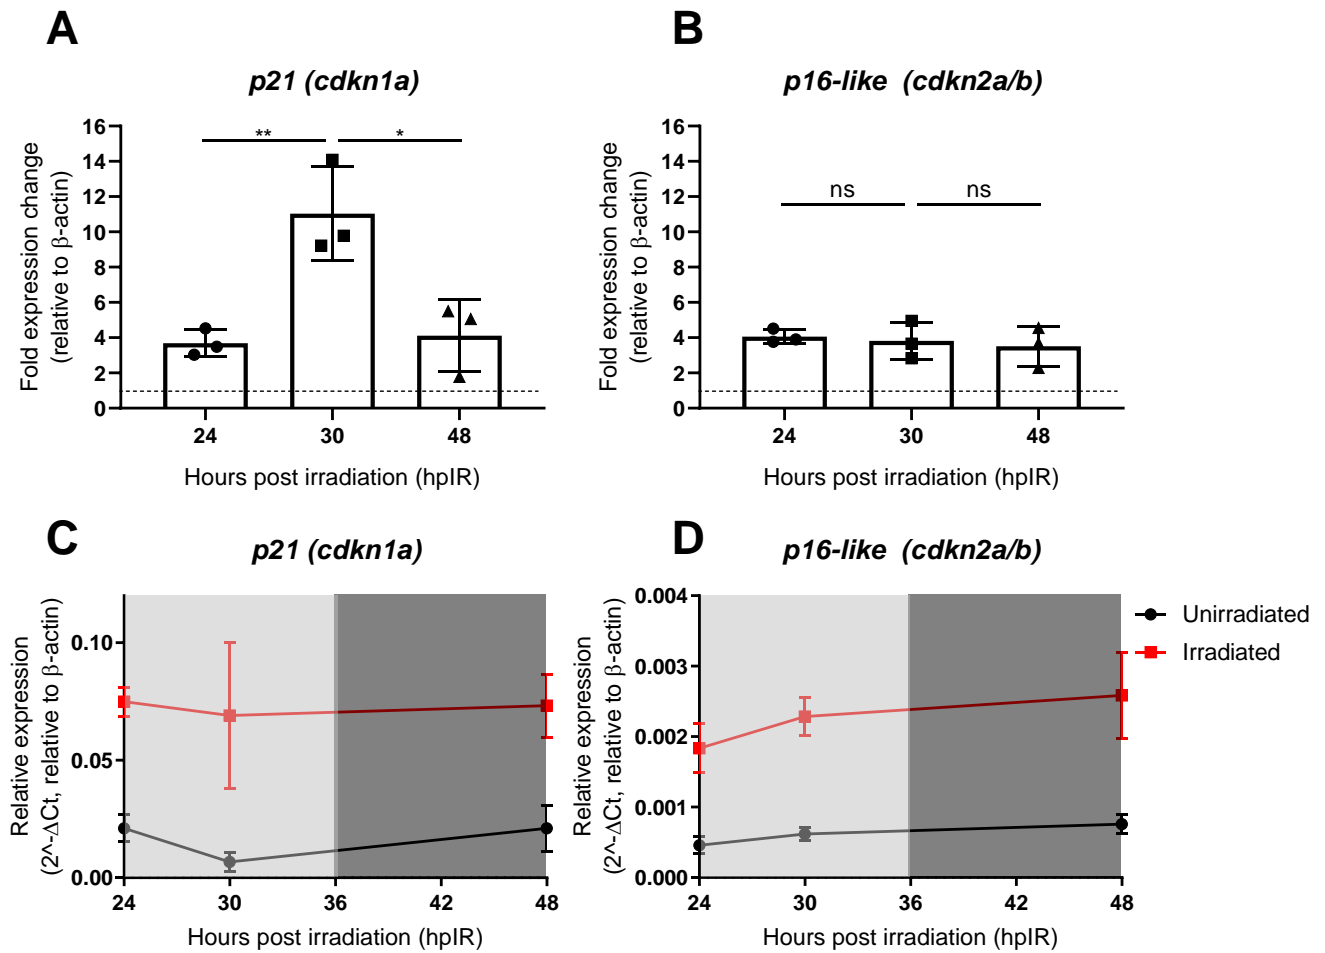 A
p21 (cdkn1a)
Fold expression change
(relative to β-actin)
16
14
12
10
8
6
4
2
0
**
*
24
30
48
Hours post irradiation (hpIR)
B
p16-like (cdkn2a/b)
Fold expression change
(relative to β-actin)
16
14
12
10
8
6
4
2
0
ns
ns
24
30
48
Hours post irradiation (hpIR)
C
p21 (cdkn1a)
Relative expression
(2^-ΔCt, relative to β-actin)
0.10
0.05
0.00
24
30
36
42
48
Hours post irradiation (hpIR)
D
p16-like (cdkn2a/b)
Relative expression
(2^-ΔCt, relative to β-actin)
0.004
0.003
0.002
0.001
0.000
24
30
36
42
48
Hours post irradiation (hpIR)
Unirradiated
Irradiated